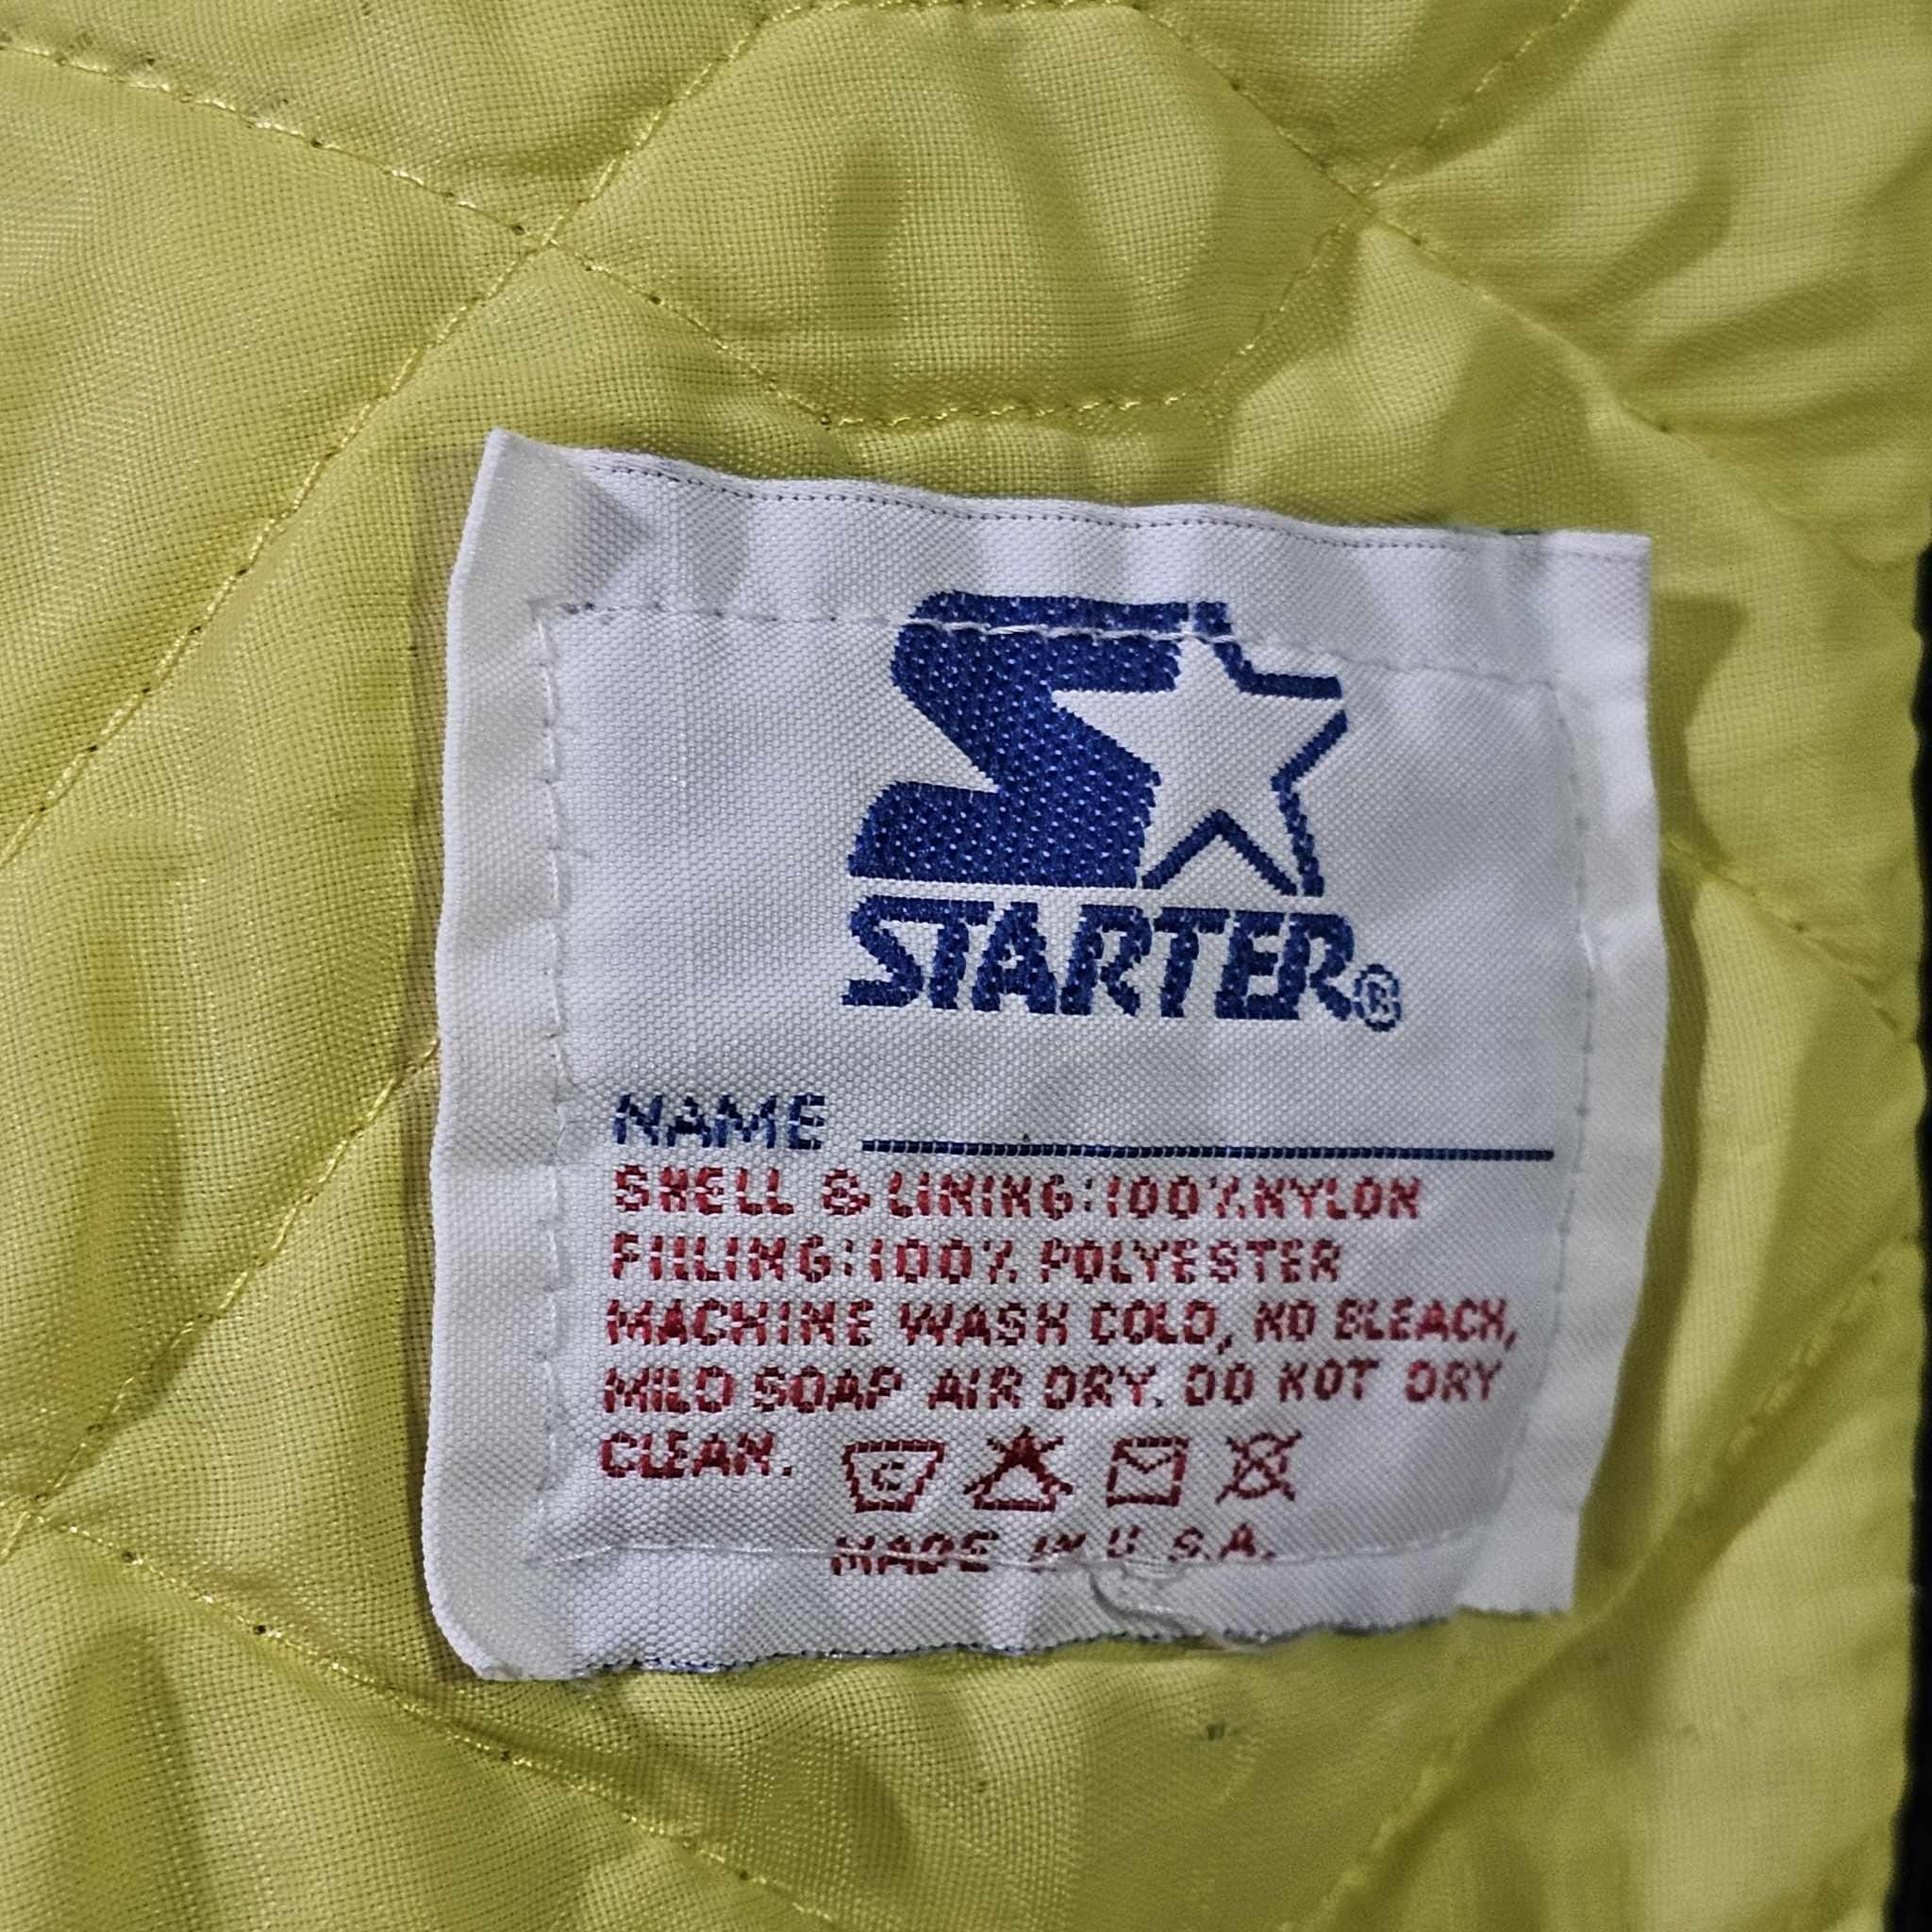 STARTER®
NAME
SHELL & LINING:100%NYLON
FILLING:100% POLYESTER
MACHINE WASH COLD, NO BLEACH,
MILD SOAP AIR DRY. DO NOT DRY
CLEAN. C
MADE IN U.S.A.